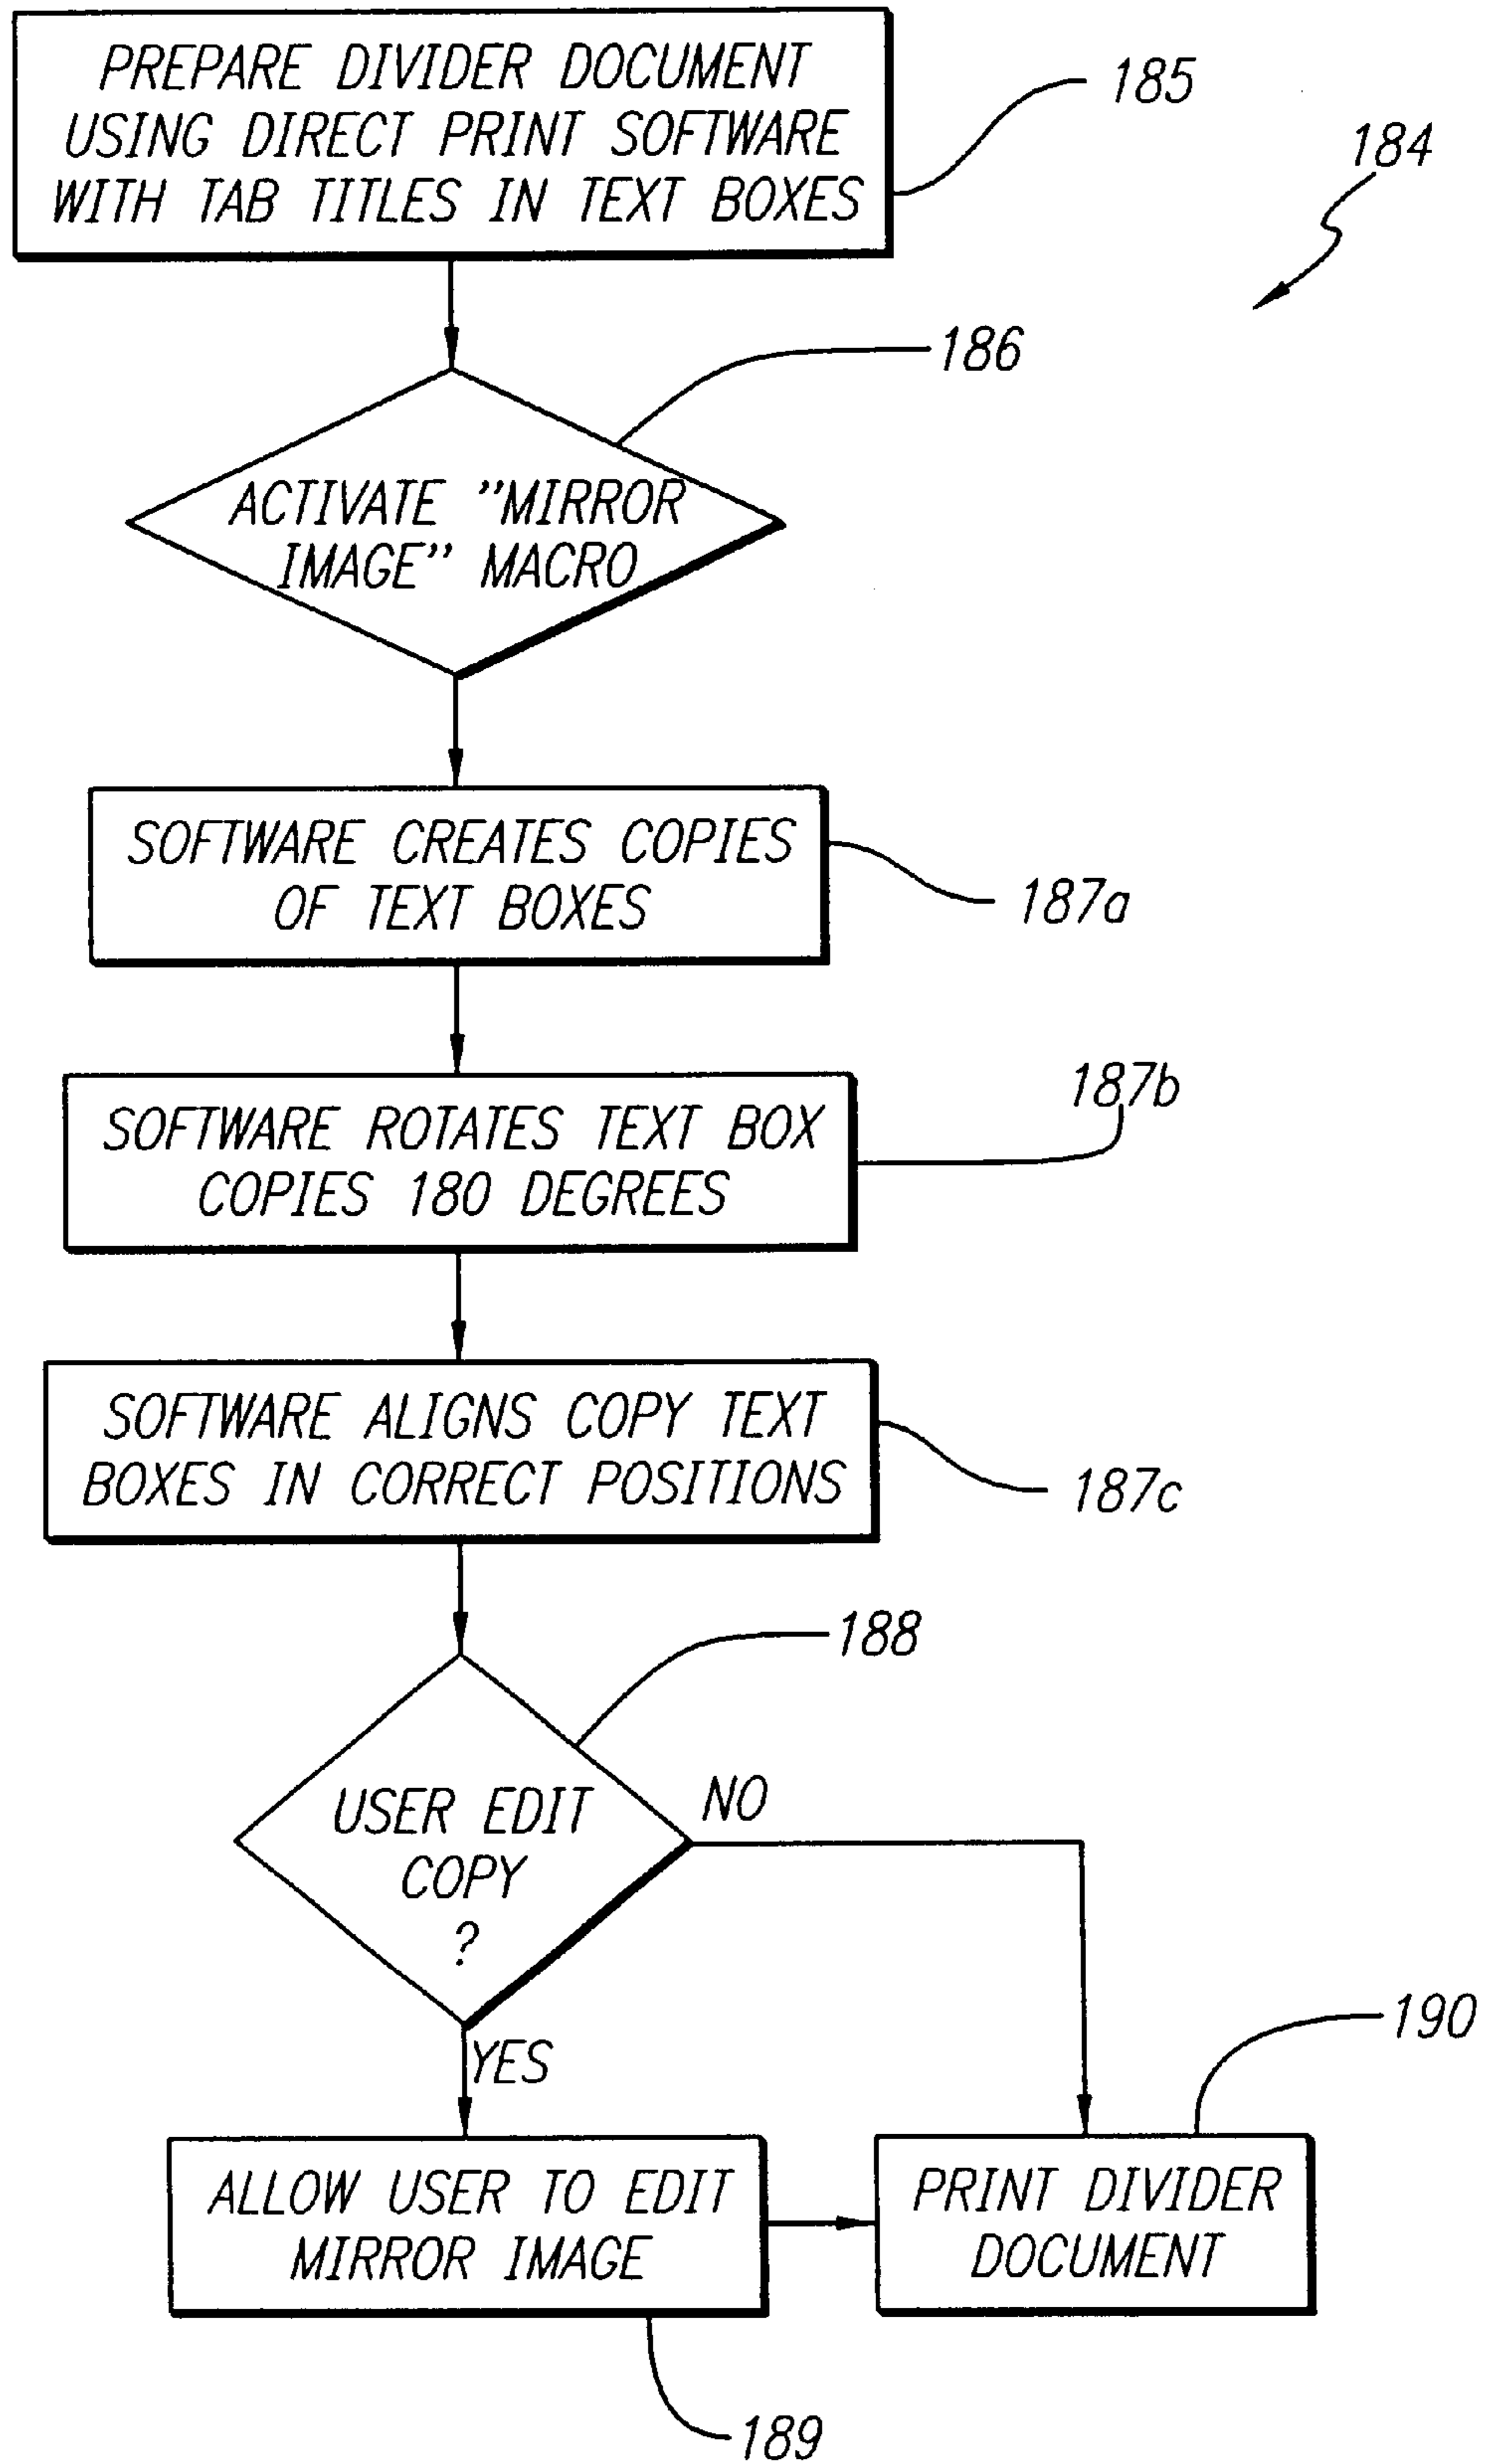 PREPARE DIVIDER DOCUMENT
USING DIRECT PRINT SOFTWARE
WITH TAB TITLES IN TEXT BOXES
185
184
186
ACTIVATE "MIRROR
IMAGE" MACRO
SOFTWARE CREATES COPIES
OF TEXT BOXES
187a
187b
SOFTWARE ROTATES TEXT BOX
COPIES 180 DEGREES
SOFTWARE ALIGNS COPY TEXT
BOXES IN CORRECT POSITIONS
187c
188
USER EDIT
COPY
?
NO
YES
190
ALLOW USER TO EDIT
MIRROR IMAGE
PRINT DIVIDER
DOCUMENT
189